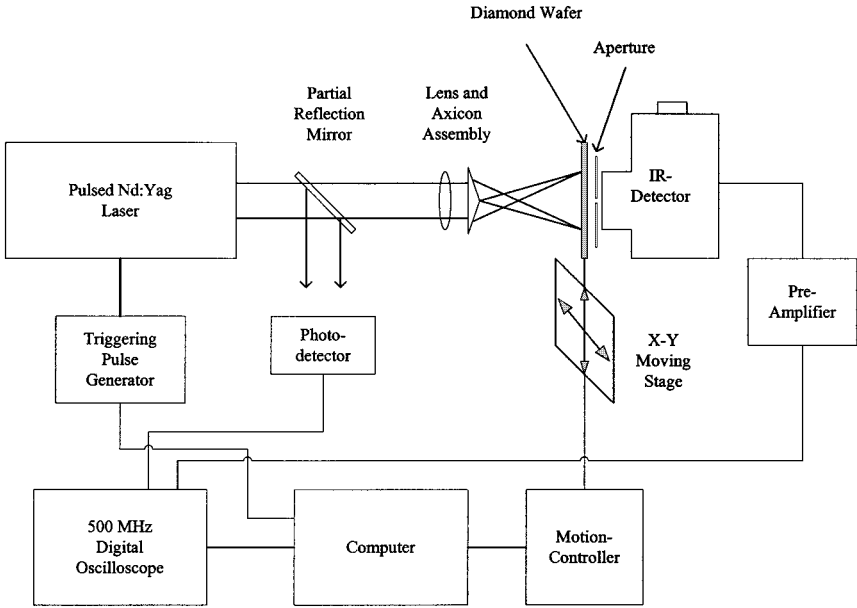 Diamond Wafer
Aperture
Partial
Reflection
Mirror
Lens and
Axicon
Assembly
Pulsed Nd:Yag
Laser
IR-
Detector
Triggering
Pulse
Generator
Photo-
detector
X-Y
Moving
Stage
Pre-
Amplifier
500 MHz
Digital
Oscilloscope
Computer
Motion-
Controller